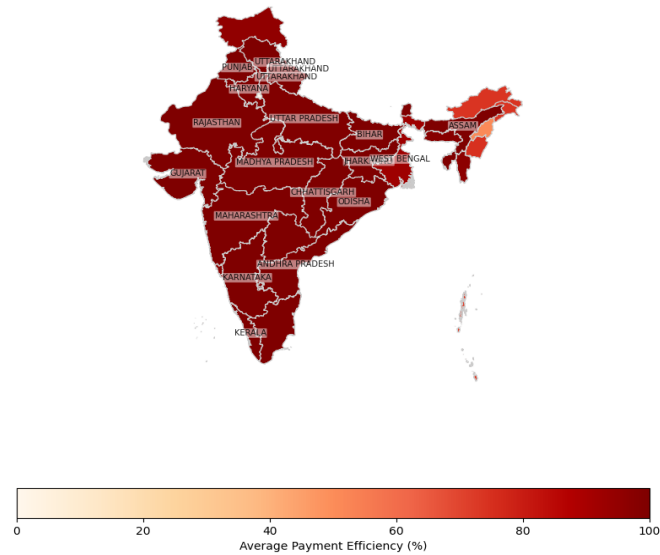 UTTARAKHAND
PUNJAB
UTTARAKHAND
UTTARAKHAND
HARYANA
UTTAR PRADESH
RAJASTHAN
ASSAM
BIHAR
MADHYA PRADESH
HARK
WEST BENGAL
GUJARAT
CHHATTISGARH
ODISHA
MAHARASHTRA
ANDHRA PRADESH
KARNATAKA
KERALA
0 20 40 60 80 100
Average Payment Efficiency (%)